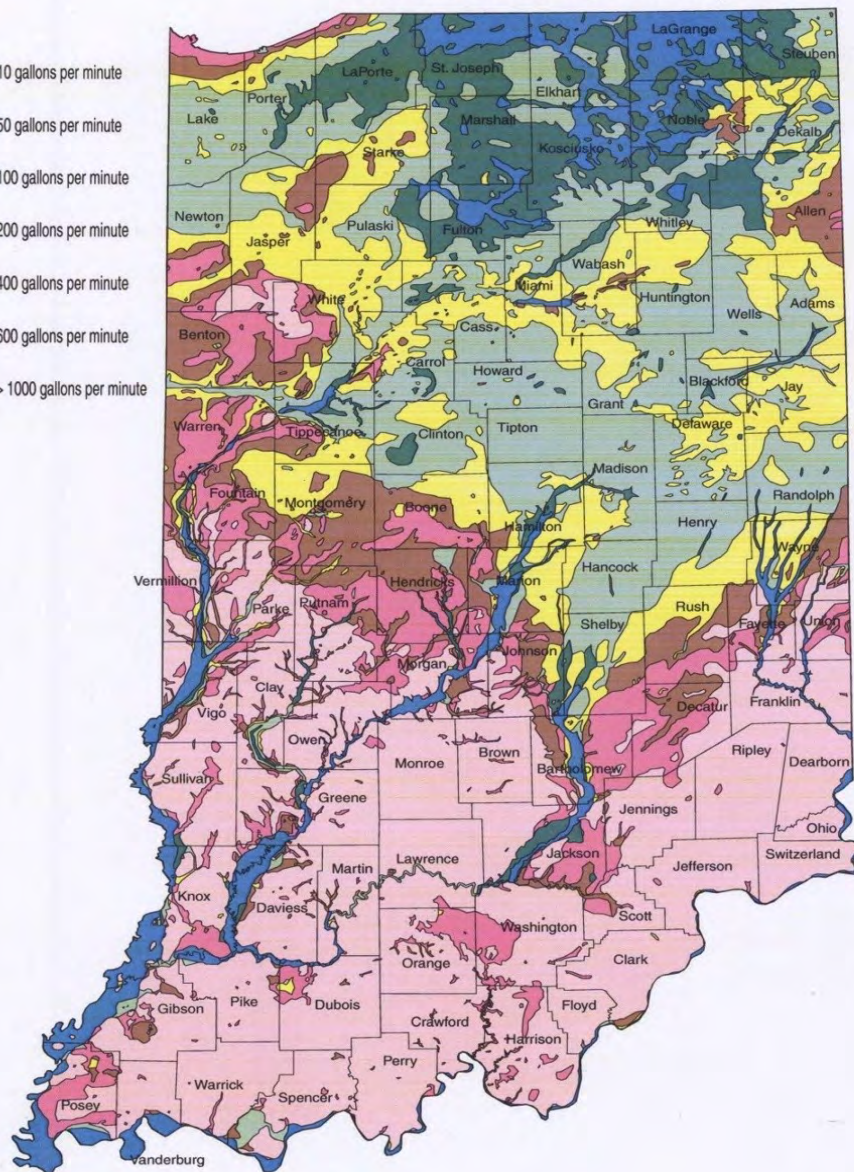 10 gallons per minute
50 gallons per minute
100 gallons per minute
200 gallons per minute
400 gallons per minute
600 gallons per minute
> 1000 gallons per minute
LaGrange
Steuben
LaPorte
St. Joseph
Elkhart
Porter
Lake
Marshall
Noble
Dekalb
Starke
Kosciusko
Newton
Pulaski
Fulton
Whitley
Allen
Jasper
Wabash
White
Miami
Huntington
Wells
Adams
Benton
Cass
Carrol
Howard
Blackford
Jay
Grant
Warren
Tippecanoe
Clinton
Tipton
Delaware
Madison
Fountain
Montgomery
Boone
Hamilton
Randolph
Henry
Wayne
Vermillion
Parke
Putnam
Hendricks
Marion
Hancock
Rush
Fayette
Union
Shelby
Morgan
Johnson
Clay
Vigo
Decatur
Franklin
Owen
Monroe
Brown
Bartholomew
Ripley
Dearborn
Sullivan
Greene
Jennings
Ohio
Martin
Lawrence
Jackson
Jefferson
Switzerland
Knox
Daviess
Washington
Scott
Orange
Clark
Gibson
Pike
Dubois
Floyd
Crawford
Harrison
Perry
Posey
Warrick
Spencer
Vanderburg